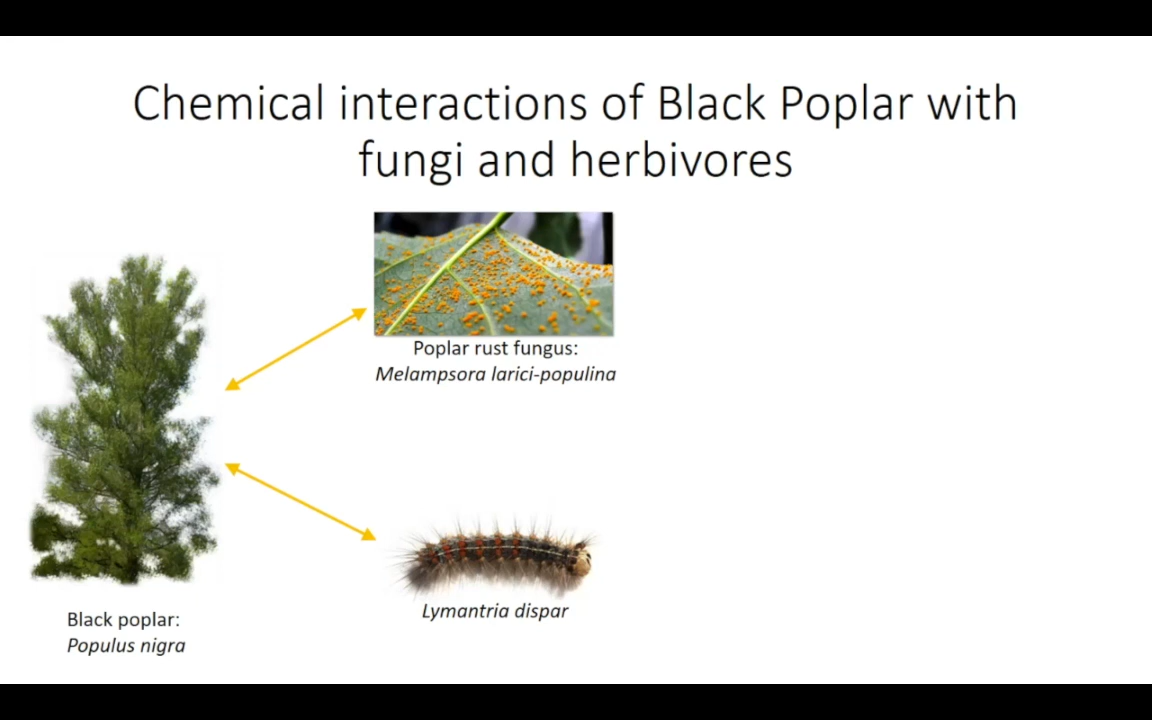 Chemical interactions of Black Poplar with
fungi and herbivores
Poplar rust fungus:
Melampsora larici-populina
Lymantria dispar
Black poplar:
Populus nigra